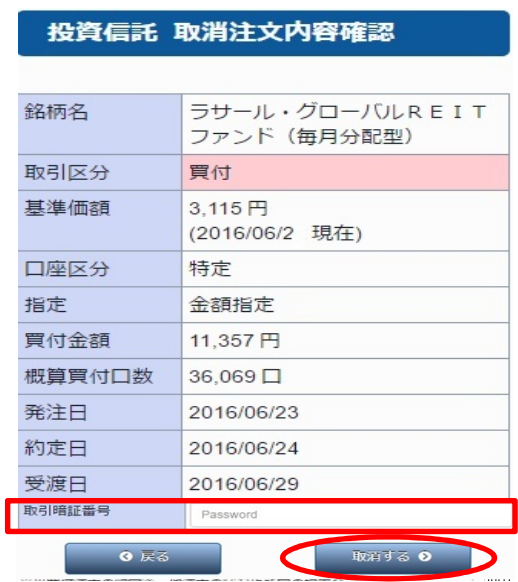 投資信託 取消注文内容確認
銘柄名 ラサール・グローバルREIT
ファンド（毎月分配型）
取引区分 買付
基準価額 3,115 円
(2016/06/2 現在)
口座区分 特定
指定 金額指定
買付金額 11,357 円
概算買付口数 36,069 口
発注日 2016/06/23
約定日 2016/06/24
受渡日 2016/06/29
取引暗証番号 Password
戻る 取消する